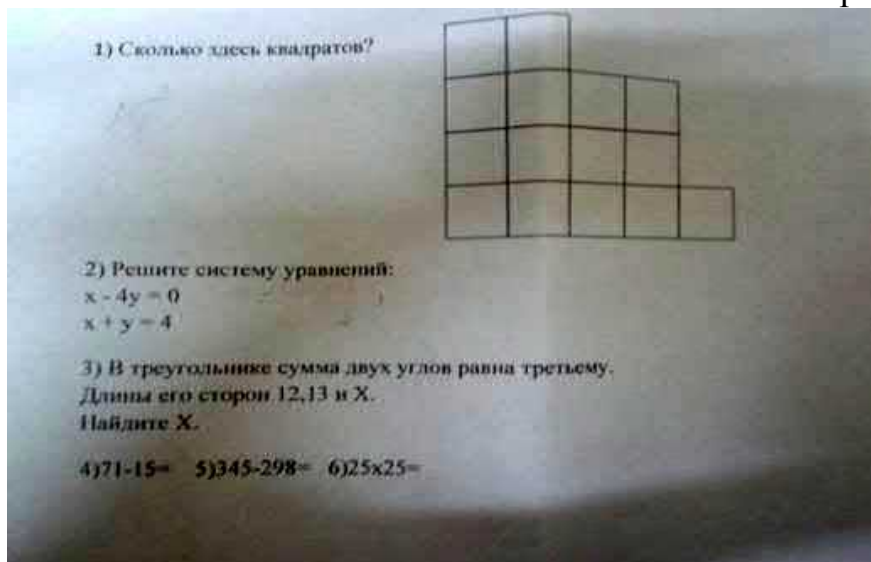 1) Сколько здесь квадратов?
2) Решите систему уравнений:
x - 4y = 0
x + y = 4
3) В треугольнике сумма двух углов равна третьему.
Длины его сторон 12,13 и X.
Найдите X.
4)71-15= 5)345-298= 6)25x25=